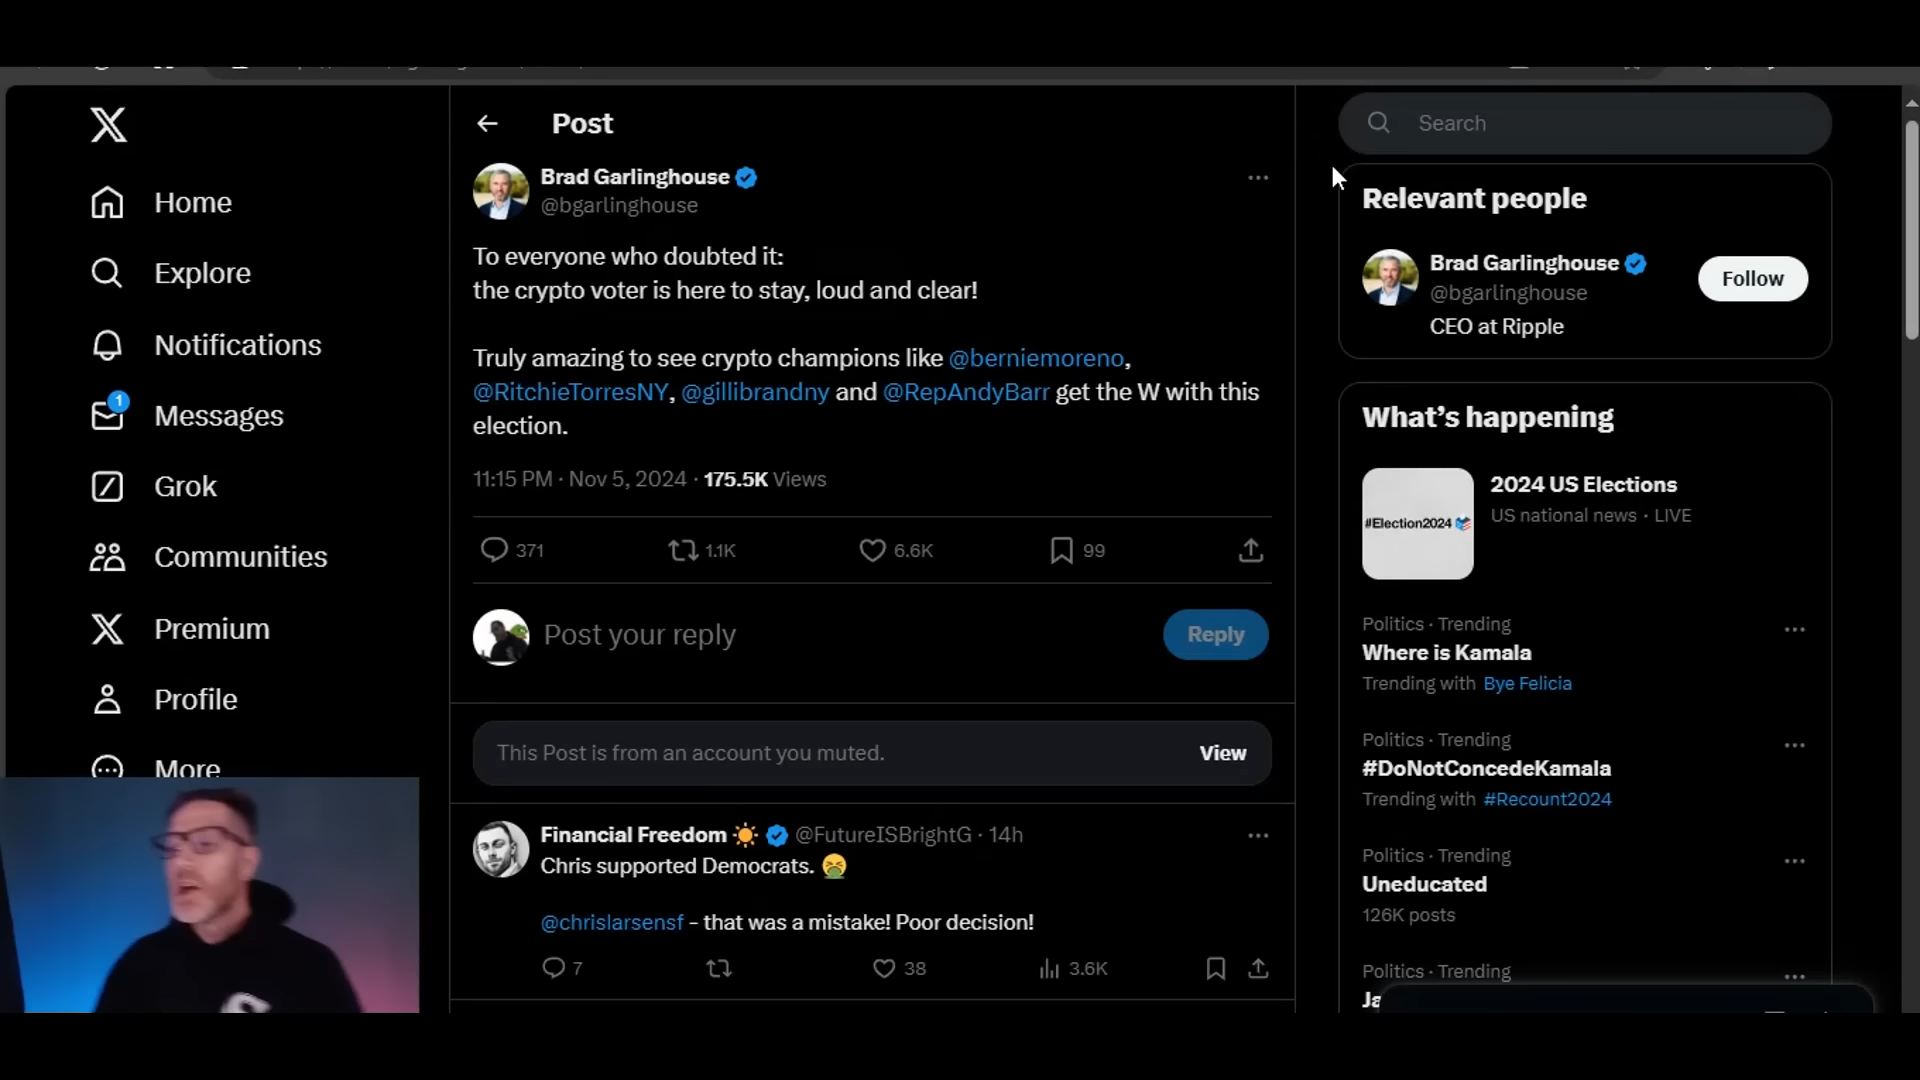 Home
Explore
Notifications
1
Messages
Grok
Communities
Premium
Profile
More
Post
Brad Garlinghouse
@bgarlinghouse
To everyone who doubted it:
the crypto voter is here to stay, loud and clear!
Truly amazing to see crypto champions like @berniemoreno,
@RitchieTorresNY, @gillibrandny and @RepAndyBarr get the W with this
election.
11:15 PM · Nov 5, 2024 · 175.5K Views
371 1.1K 6.6K 99
Post your reply
Reply
This Post is from an account you muted.
View
Financial Freedom ☀️ @FutureISBrightG · 14h
Chris supported Democrats. 🤮
@chrislarsensf - that was a mistake! Poor decision!
7 38 3.6K
Search
Relevant people
Brad Garlinghouse
@bgarlinghouse
Follow
CEO at Ripple
What's happening
#Election2024
2024 US Elections
US national news · LIVE
Politics · Trending
Where is Kamala
Trending with Bye Felicia
Politics · Trending
#DoNotConcedeKamala
Trending with #Recount2024
Politics · Trending
Uneducated
126K posts
Politics · Trending